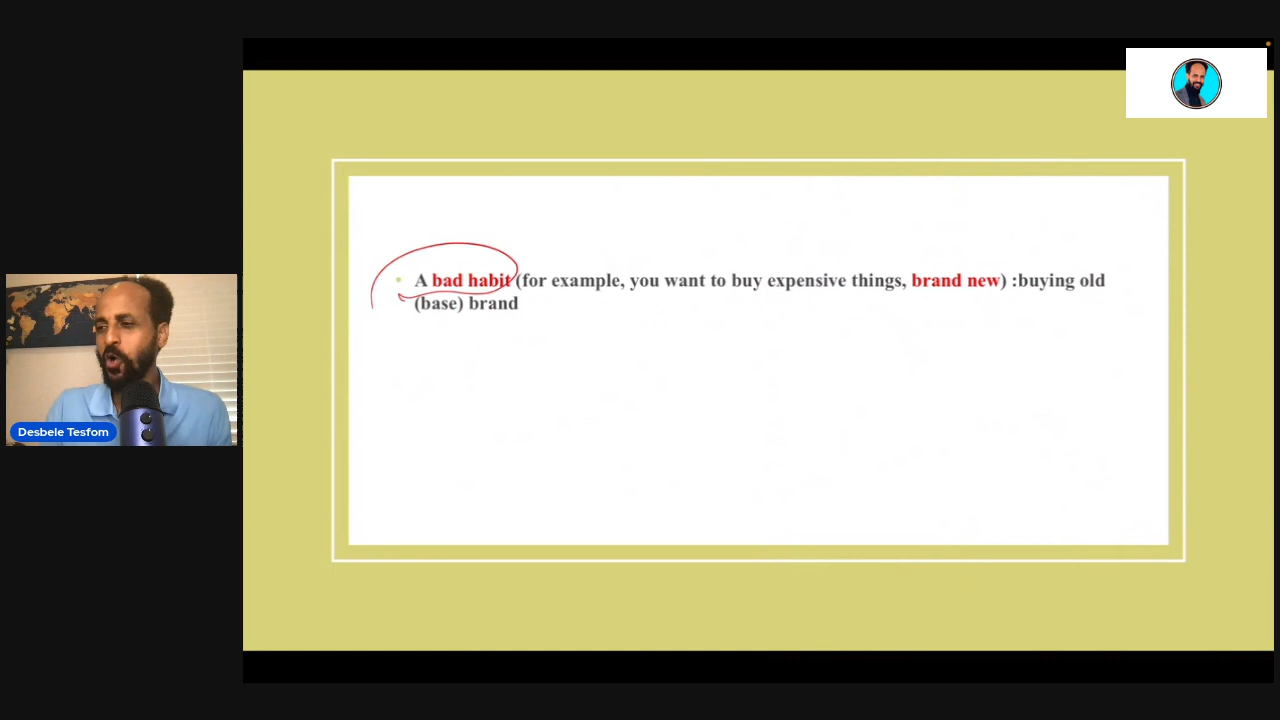 A bad habit (for example, you want to buy expensive things, brand new) :buying old
(base) brand
Desbele Tesfom